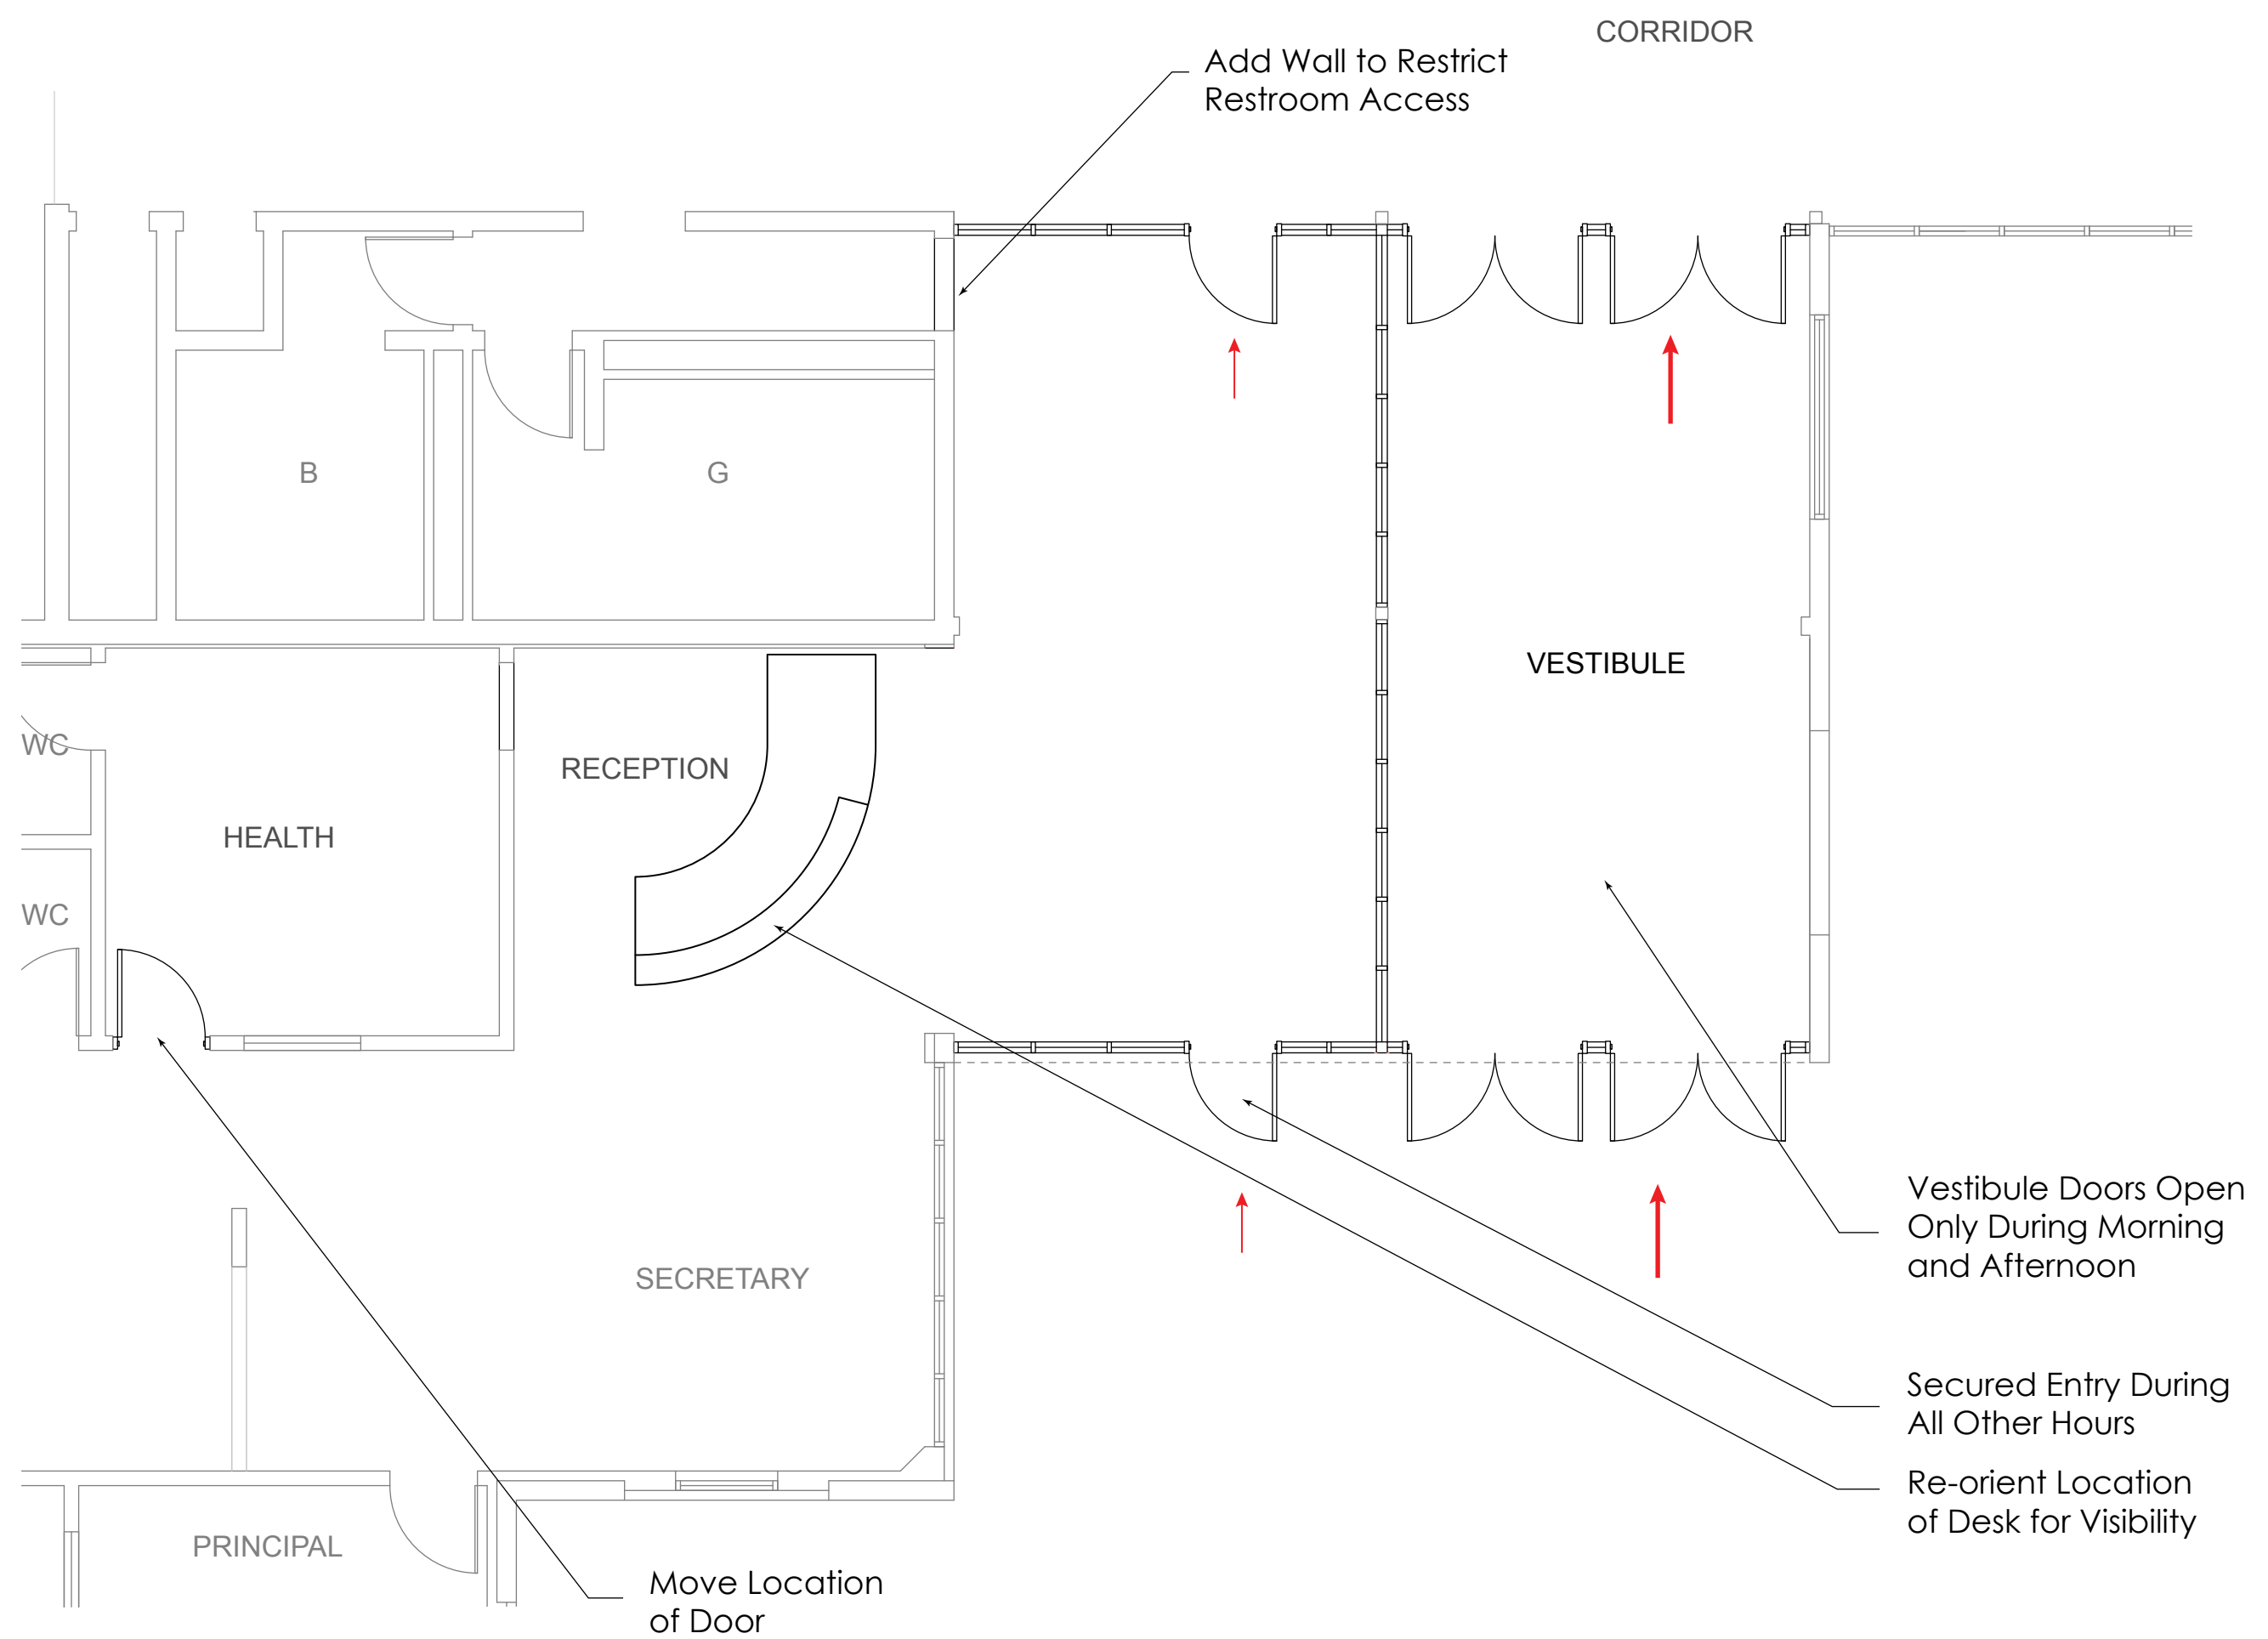 CORRIDOR
Add Wall to Restrict
Restroom Access
B
G
VESTIBULE
WC
RECEPTION
HEALTH
WC
SECRETARY
Vestibule Doors Open
Only During Morning
and Afternoon
Secured Entry During
All Other Hours
Re-orient Location
of Desk for Visibility
PRINCIPAL
Move Location
of Door